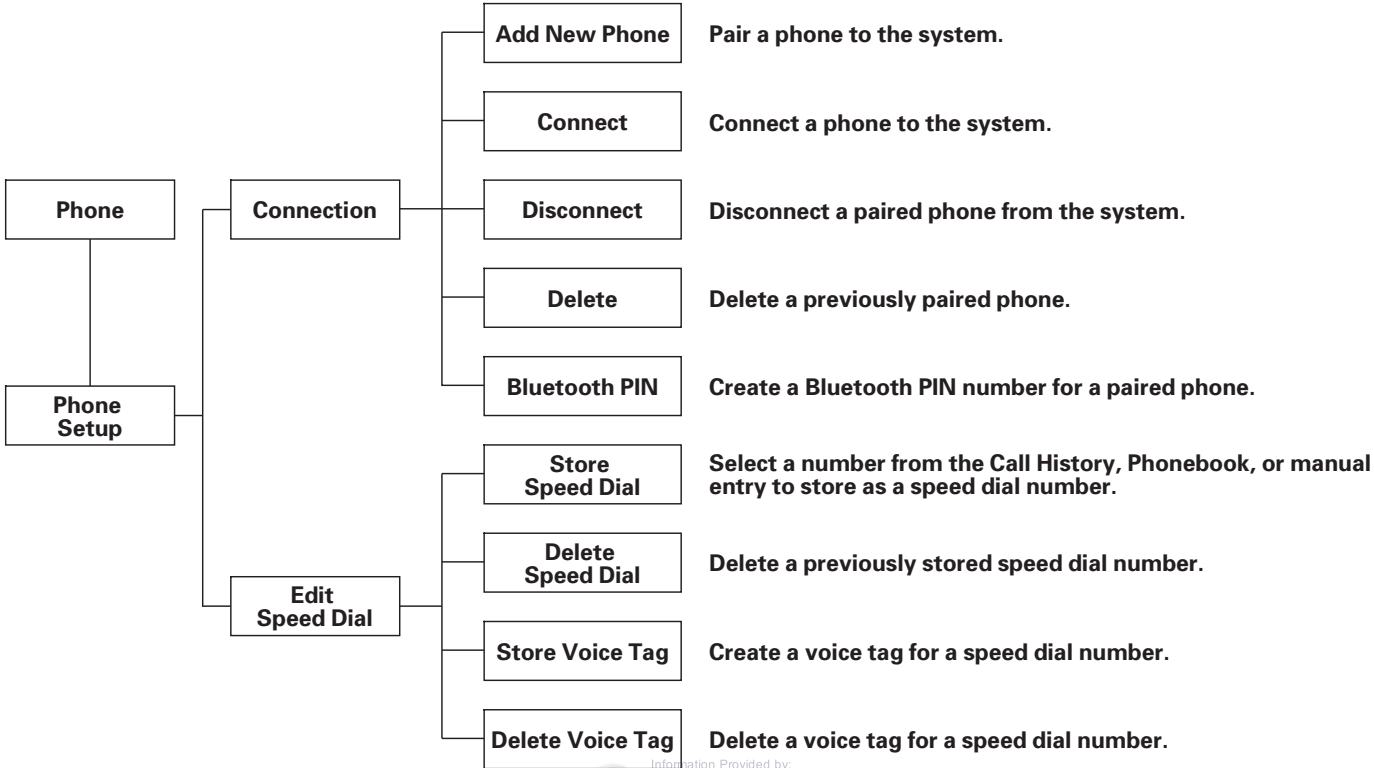 Add New Phone
Pair a phone to the system.
Connect
Connect a phone to the system.
Phone
Connection
Disconnect
Disconnect a paired phone from the system.
Delete
Delete a previously paired phone.
Phone
Setup
Bluetooth PIN
Create a Bluetooth PIN number for a paired phone.
Store
Speed Dial
Select a number from the Call History, Phonebook, or manual
entry to store as a speed dial number.
Delete
Speed Dial
Delete a previously stored speed dial number.
Edit
Speed Dial
Store Voice Tag
Create a voice tag for a speed dial number.
Delete Voice Tag
Delete a voice tag for a speed dial number.
Information Provided by: